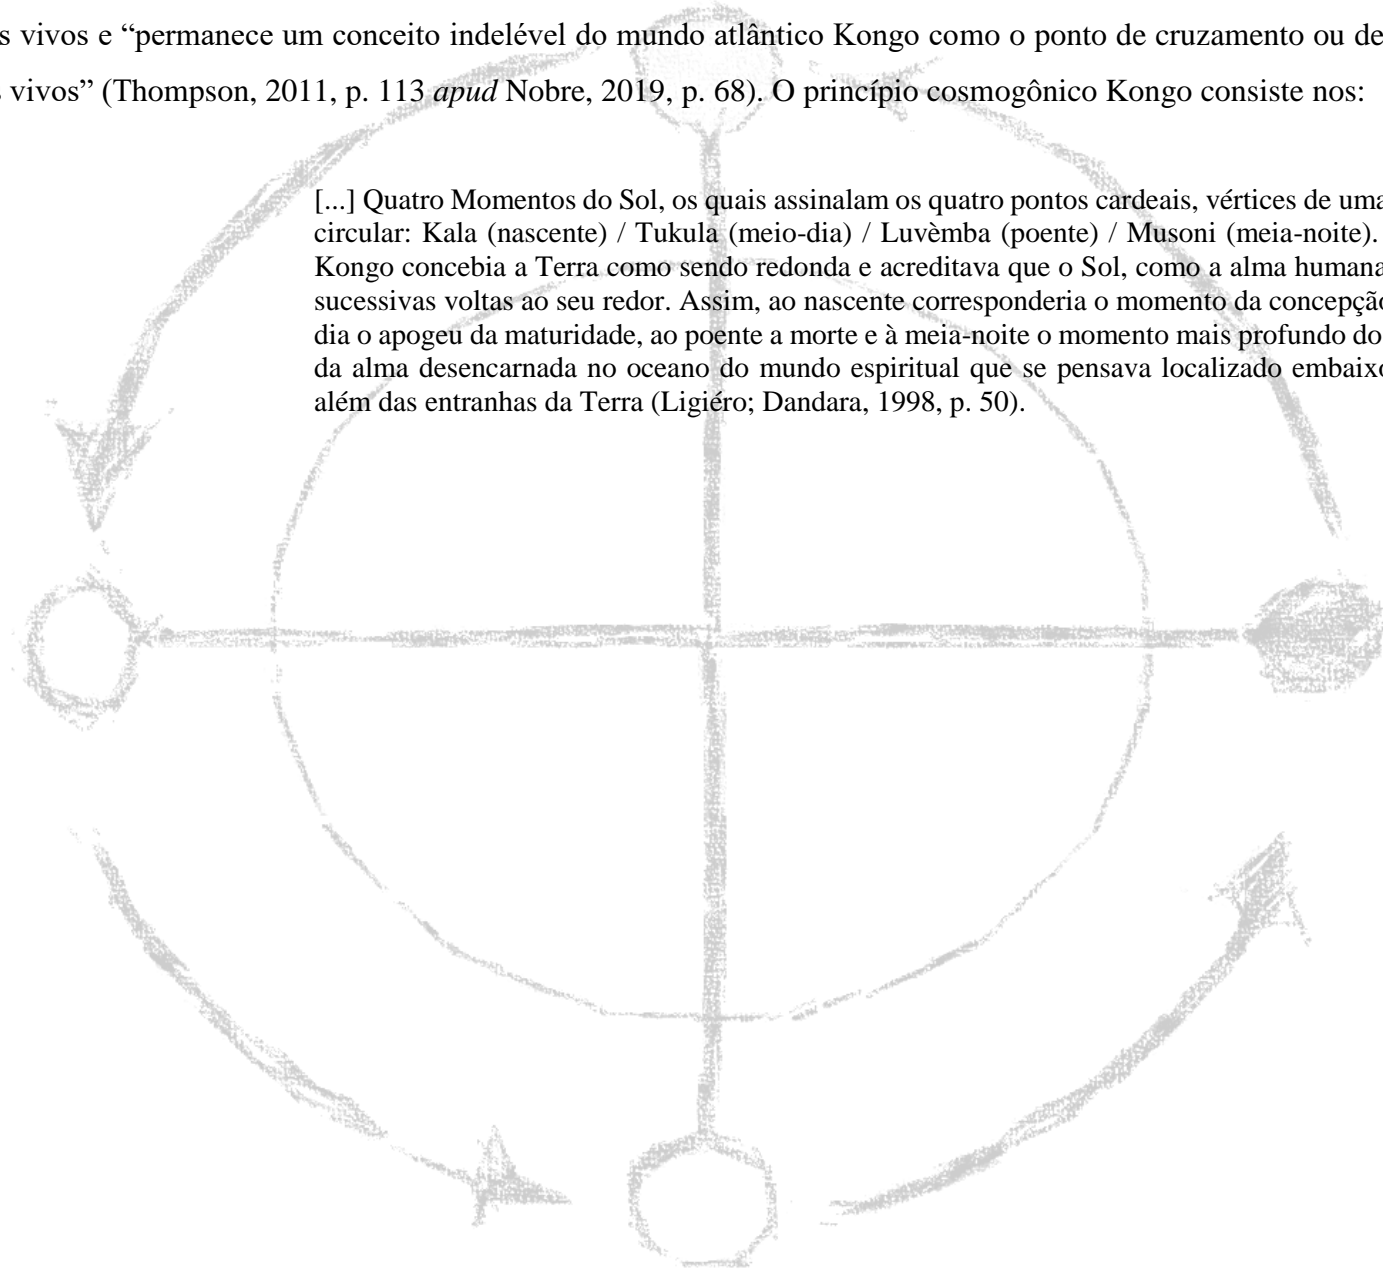 s vivos e “permanece um conceito indelével do mundo atlântico Kongo como o ponto de cruzamento ou de
s vivos” (Thompson, 2011, p. 113 apud Nobre, 2019, p. 68). O princípio cosmogônico Kongo consiste nos:
[...] Quatro Momentos do Sol, os quais assinalam os quatro pontos cardeais, vértices de uma
circular: Kala (nascente) / Tukula (meio-dia) / Luvèmba (poente) / Musoni (meia-noite).
Kongo concebia a Terra como sendo redonda e acreditava que o Sol, como a alma humana
sucessivas voltas ao seu redor. Assim, ao nascente corresponderia o momento da concepção
dia o apogeu da maturidade, ao poente a morte e à meia-noite o momento mais profundo do
da alma desencarnada no oceano do mundo espiritual que se pensava localizado embaixo
além das entranhas da Terra (Ligiéro; Dandara, 1998, p. 50).